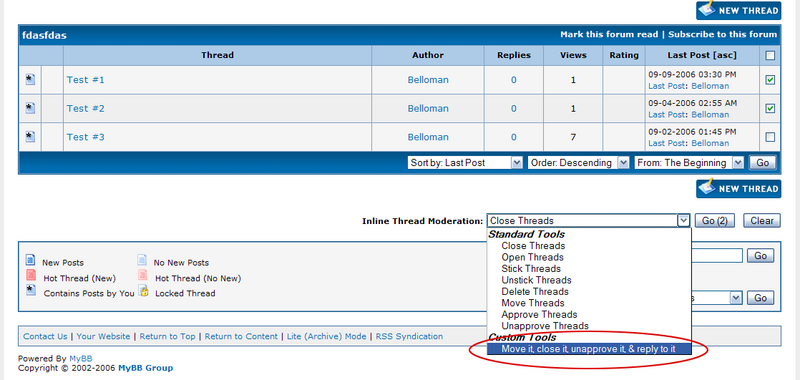 NEW THREAD
fdasfdas Mark this forum read | Subscribe to this forum
Thread Author Replies Views Rating Last Post [asc]
Test #1 Belloman 0 1 09-09-2006 03:30 PM
Last Post: Belloman
Test #2 Belloman 0 1 09-04-2006 02:55 AM
Last Post: Belloman
Test #3 Belloman 0 7 09-02-2006 01:45 PM
Last Post: Belloman
Sort by: Last Post Order: Descending From: The Beginning Go
NEW THREAD
Inline Thread Moderation: Close Threads Go (2) Clear
Standard Tools
Close Threads
Open Threads
Stick Threads
Unstick Threads
Delete Threads
Move Threads
Approve Threads
Unapprove Threads
Custom Tools
Move it, close it, unapprove it, & reply to it
New Posts No New Posts Go
Hot Thread (New) Hot Thread (No New)
Contains Posts by You Locked Thread s Go
Contact Us | Your Website | Return to Top | Return to Content | Lite (Archive) Mode | RSS Syndication
Powered By MyBB
Copyright © 2002-2006 MyBB Group